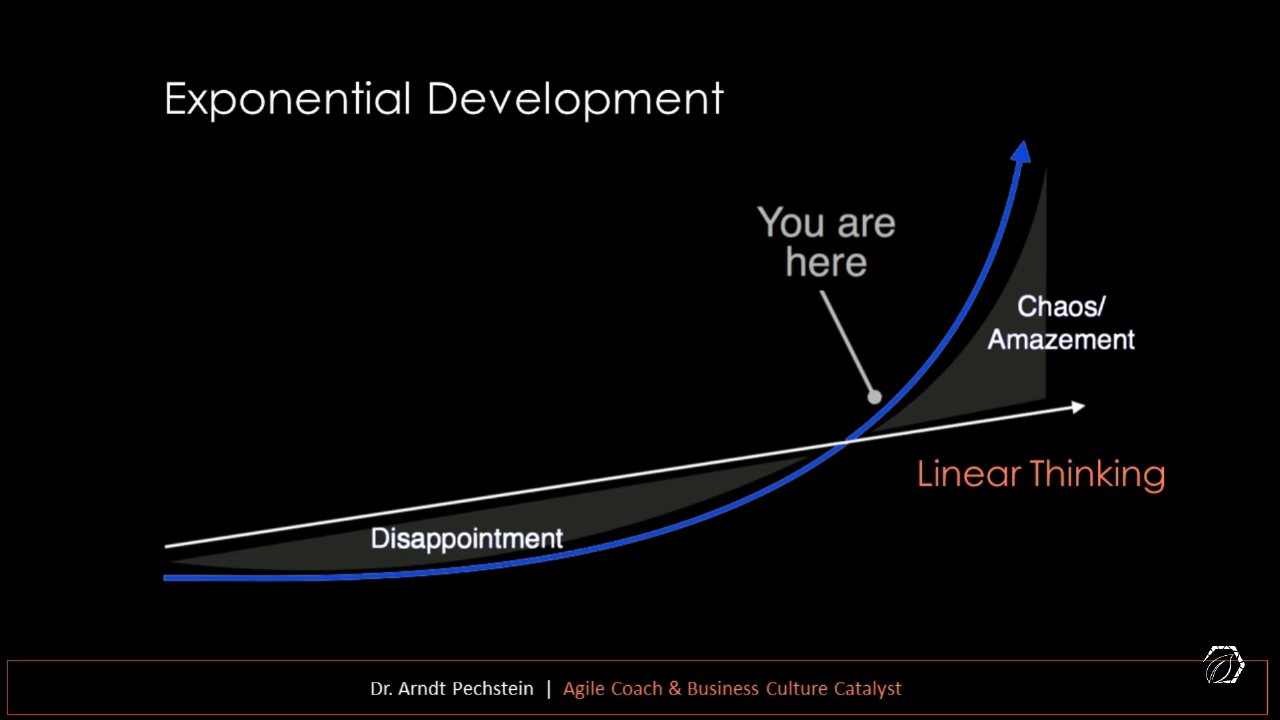 Exponential Development
You are
here
Chaos/
Amazement
Linear Thinking
Disappointment
Dr. Arndt Pechstein | Agile Coach & Business Culture Catalyst